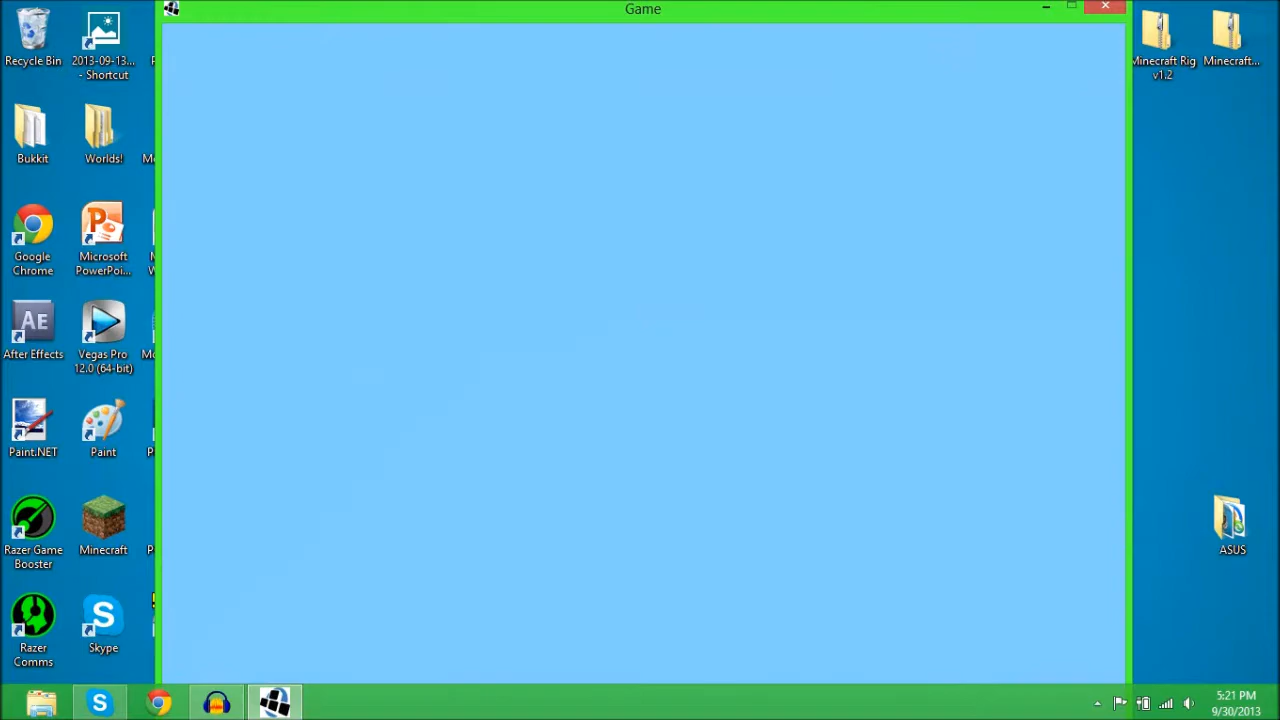 Game
Recycle Bin
2013-09-13...
- Shortcut
Minecraft Rig
v1.2
Minecraft...
Bukkit
Worlds!
Google
Chrome
Microsoft
PowerPoi...
AE
After Effects
Vegas Pro
12.0 (64-bit)
Paint.NET
Paint
Razer Game
Booster
Minecraft
ASUS
Razer
Comms
Skype
5:21 PM
9/30/2013